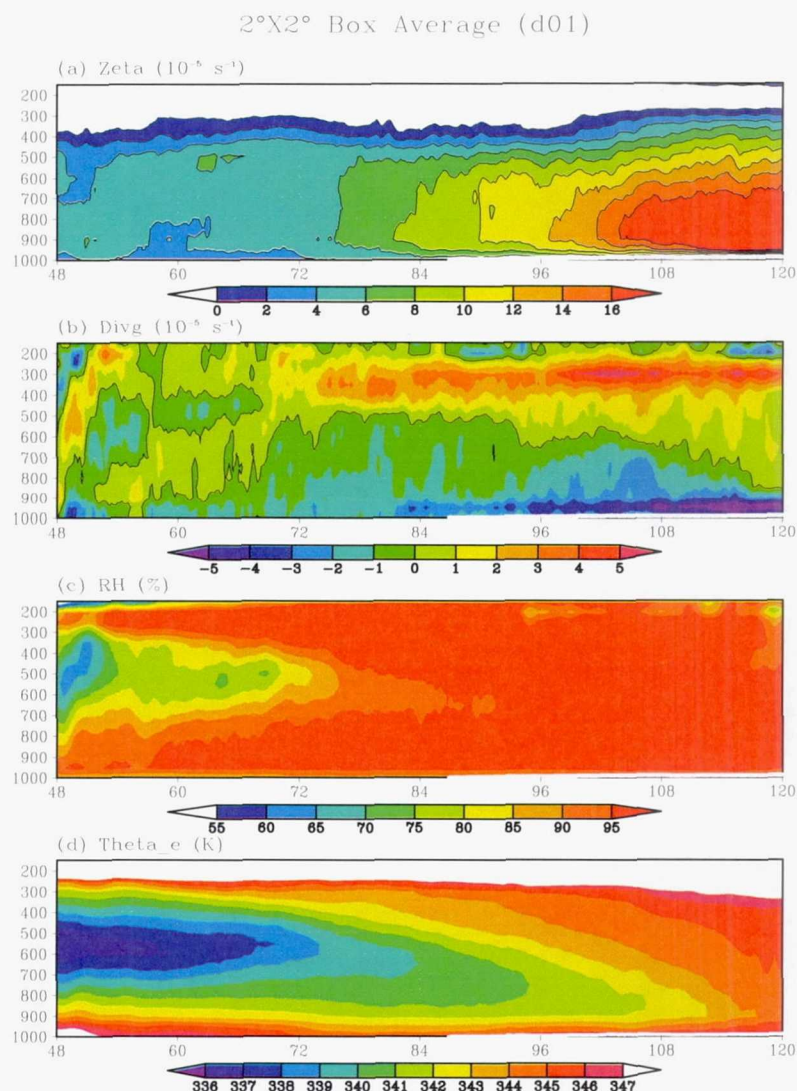 2°X2° Box Average (d01)
(a) Zeta (10⁻⁵ s⁻¹)
200
300
400
500
600
700
800
900
1000
48 60 72 84 96 108 120
0 2 4 6 8 10 12 14 16
(b) Divg (10⁻⁵ s⁻¹)
200
300
400
500
600
700
800
900
1000
48 60 72 84 96 108 120
-5 -4 -3 -2 -1 0 1 2 3 4 5
(c) RH (%)
200
300
400
500
600
700
800
900
1000
48 60 72 84 96 108 120
55 60 65 70 75 80 85 90 95
(d) Theta_e (K)
200
300
400
500
600
700
800
900
1000
48 60 72 84 96 108 120
336 337 338 339 340 341 342 343 344 345 346 347